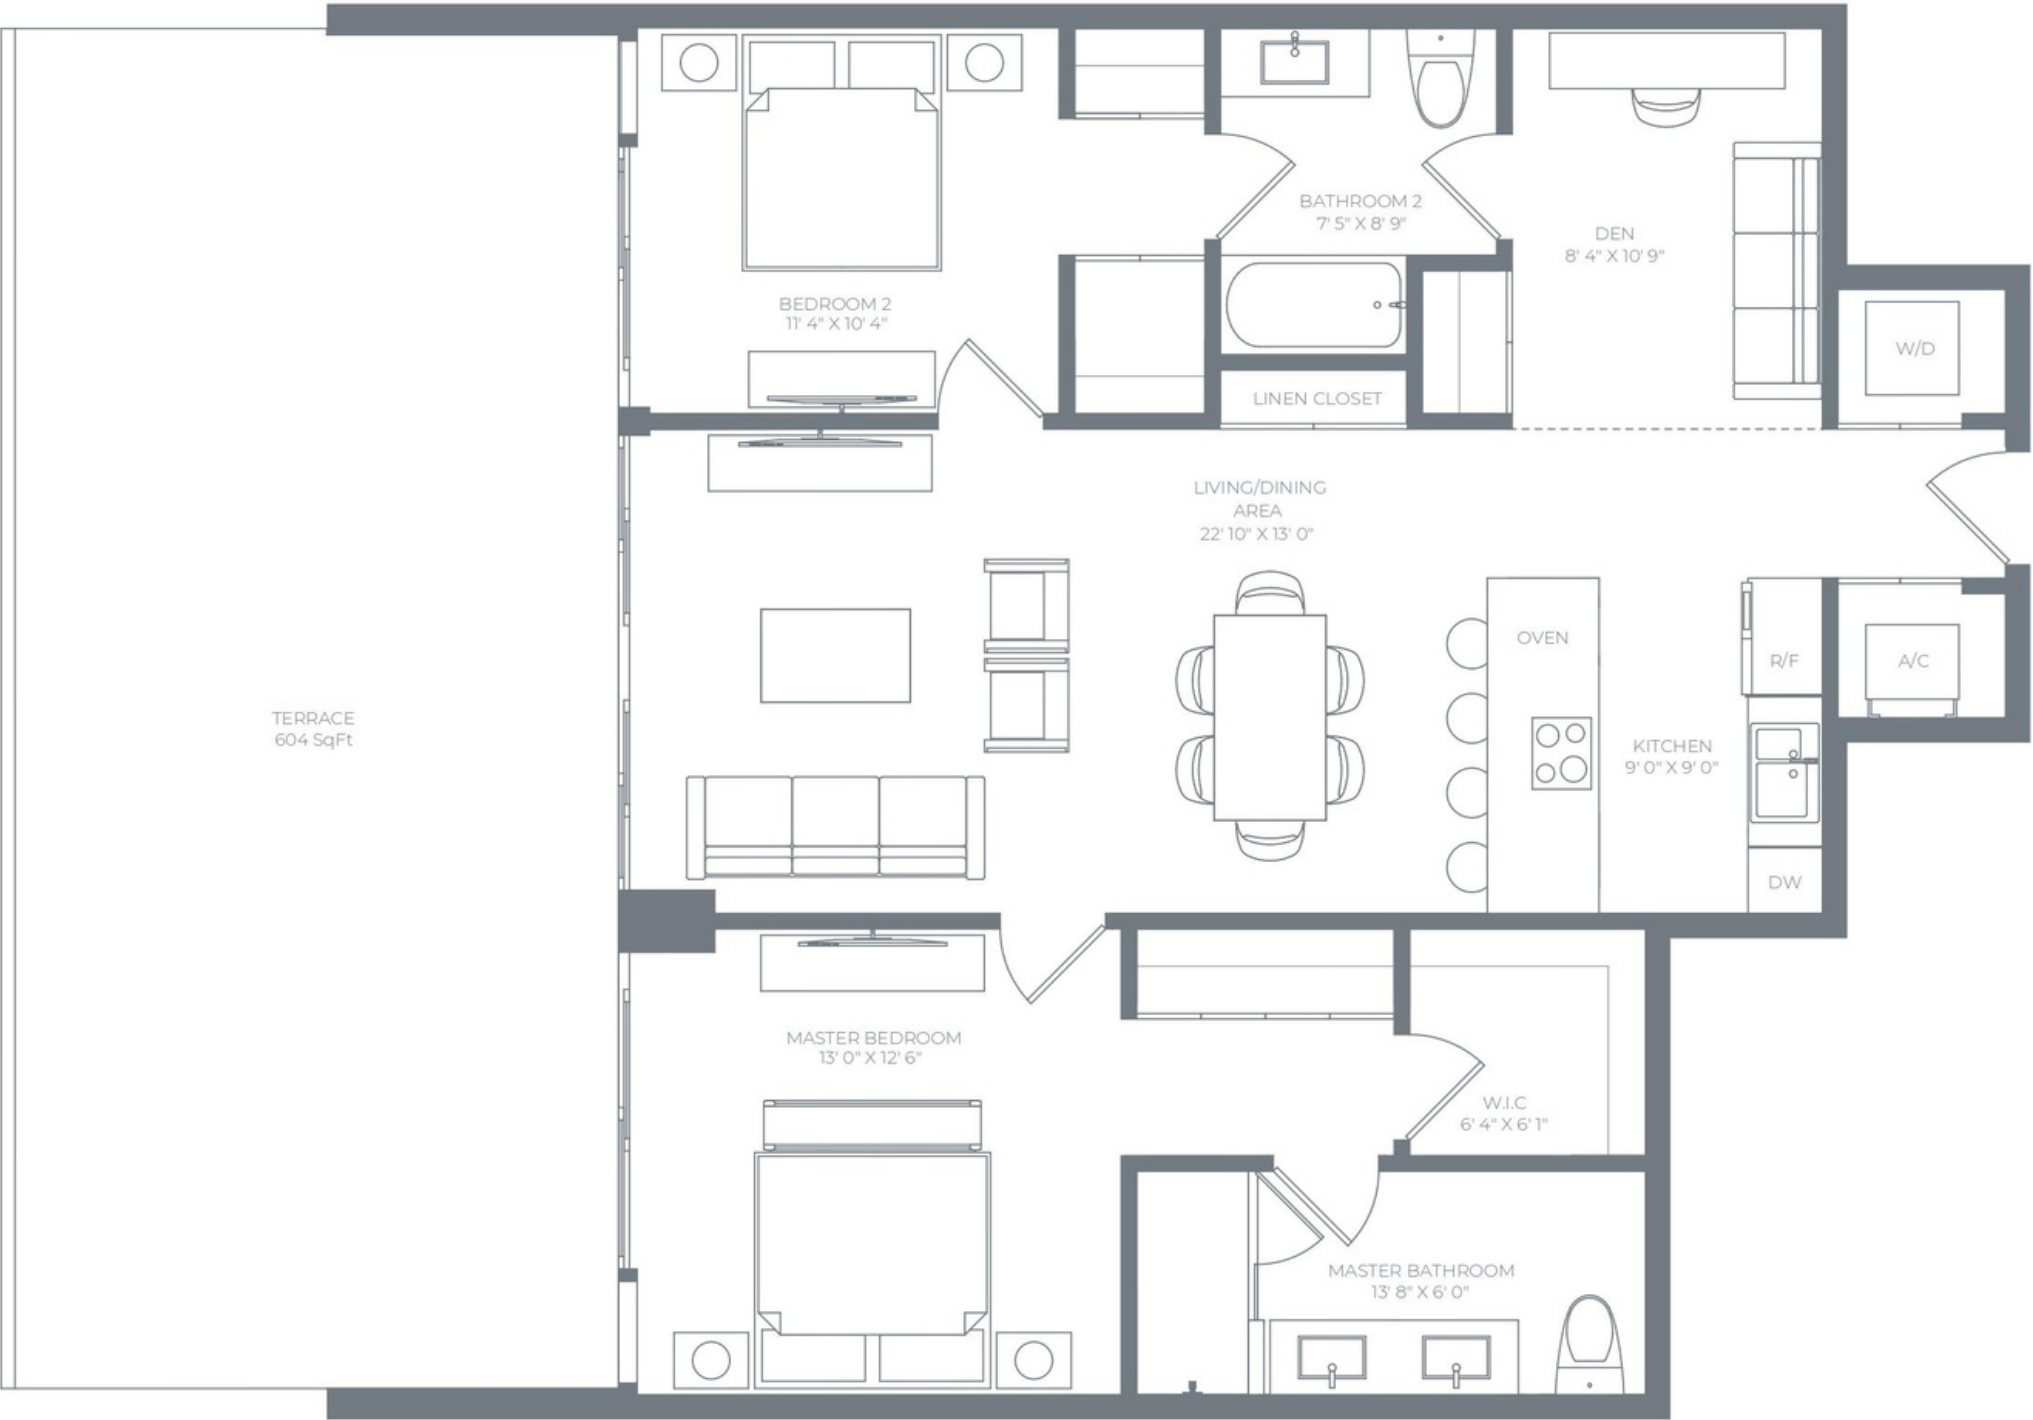 BATHROOM 2
7' 5" X 8' 9"
DEN
8' 4" X 10' 9"
BEDROOM 2
11' 4" X 10' 4"
W/D
LINEN CLOSET
LIVING/DINING
AREA
22' 10" X 13' 0"
OVEN
R/F
A/C
TERRACE
604 SqFt
KITCHEN
9' 0" X 9' 0"
DW
MASTER BEDROOM
13' 0" X 12' 6"
W.I.C
6' 4" X 6' 1"
MASTER BATHROOM
13' 8" X 6' 0"